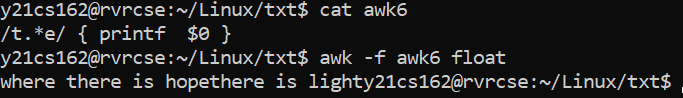 y21cs162@rvrcse:~/Linux/txt$ cat awk6
/t.*e/ { printf  $0 }
y21cs162@rvrcse:~/Linux/txt$ awk -f awk6 float
where there is hopethere is lighty21cs162@rvrcse:~/Linux/txt$